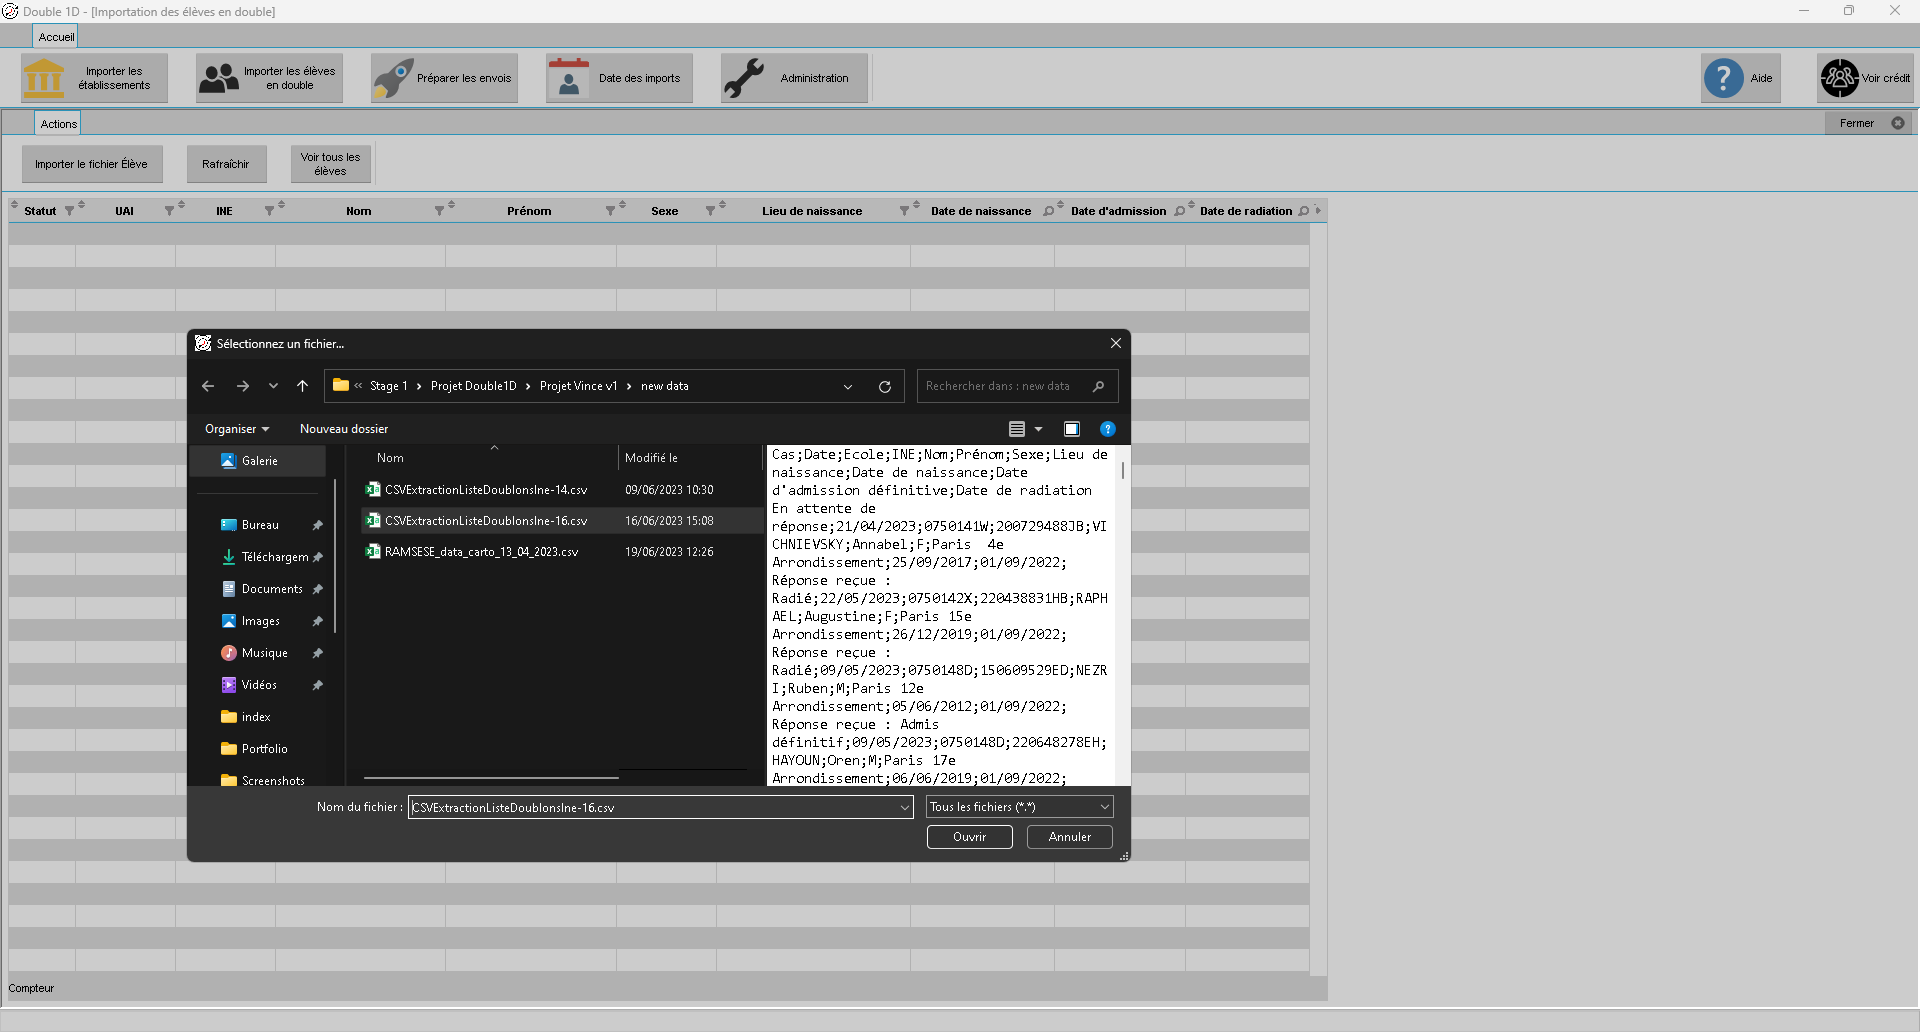 Double 1D - [Importation des élèves en double]
Accueil
Importer les établissements
Importer les élèves en double
Préparer les envois
Date des imports
Administration
Aide
Voir crédit
Actions
Fermer
Importer le fichier Élève
Rafraîchir
Voir tous les élèves
Statut UAI INE Nom Prénom Sexe Lieu de naissance Date de naissance Date d'admission Date de radiation
Sélectionnez un fichier...
« Stage 1 › Projet Double1D › Projet Vince v1 › new data
Rechercher dans : new data
Organiser
Nouveau dossier
Galerie
Bureau
Téléchargem
Documents
Images
Musique
Vidéos
index
Portfolio
Screenshots
Nom Modifié le
CSVExtractionListeDoublonsIne-14.csv 09/06/2023 10:30
CSVExtractionListeDoublonsIne-16.csv 16/06/2023 15:08
RAMSESE_data_carto_13_04_2023.csv 19/06/2023 12:26
Cas;Date;Ecole;INE;Nom;Prénom;Sexe;Lieu de
naissance;Date de naissance;Date
d'admission définitive;Date de radiation
En attente de
réponse;21/04/2023;0750141W;200729488JB;VI
CHNIEVSKY;Annabel;F;Paris 4e
Arrondissement;25/09/2017;01/09/2022;
Réponse reçue :
Radié;22/05/2023;0750142X;220438831HB;RAPH
AEL;Augustine;F;Paris 15e
Arrondissement;26/12/2019;01/09/2022;
Réponse reçue :
Radié;09/05/2023;0750148D;150609529ED;NEZR
I;Ruben;M;Paris 12e
Arrondissement;05/06/2012;01/09/2022;
Réponse reçue : Admis
définitif;09/05/2023;0750148D;220648278EH;
HAYOUN;Oren;M;Paris 17e
Arrondissement;06/06/2019;01/09/2022;
Nom du fichier : CSVExtractionListeDoublonsIne-16.csv
Tous les fichiers (*.*)
Ouvrir
Annuler
Compteur